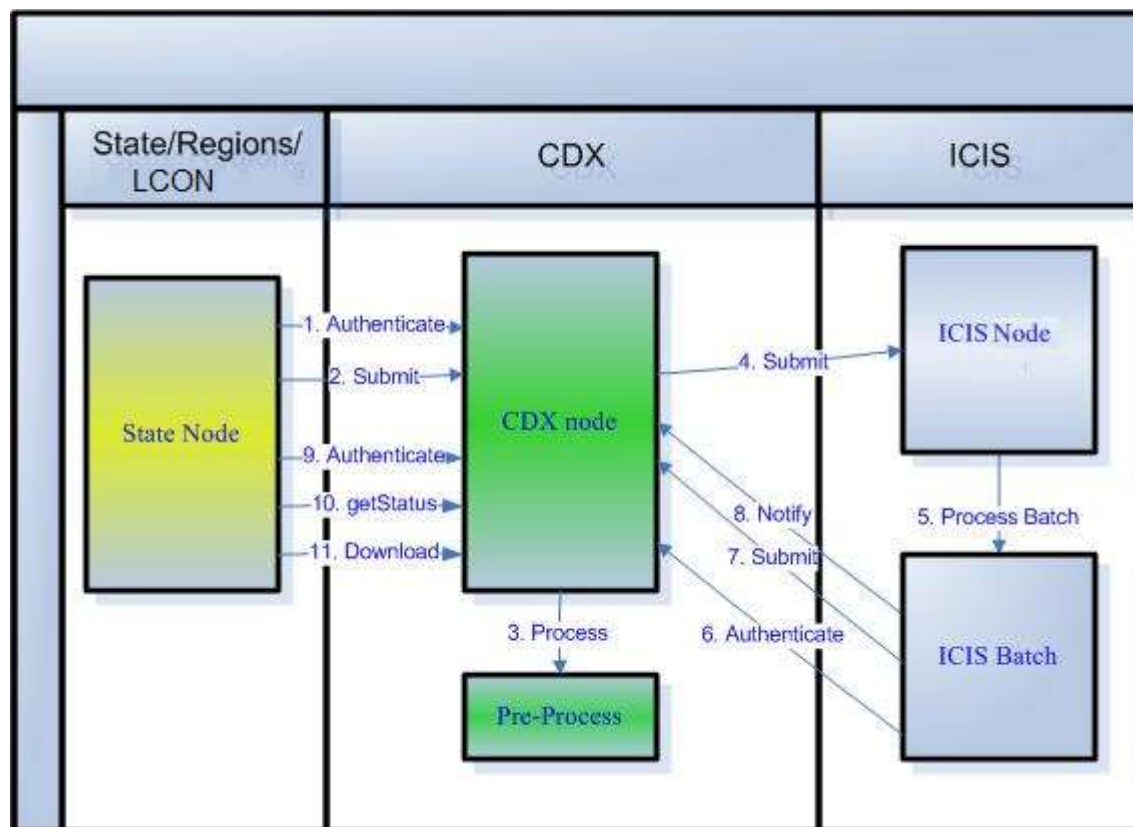 State/Regions/
LCON
CDX
ICIS
State Node
1. Authenticate
2. Submit
9. Authenticate
10. getStatus
11. Download
CDX node
3. Process
Pre-Process
4. Submit
ICIS Node
5. Process Batch
8. Notify
7. Submit
6. Authenticate
ICIS Batch